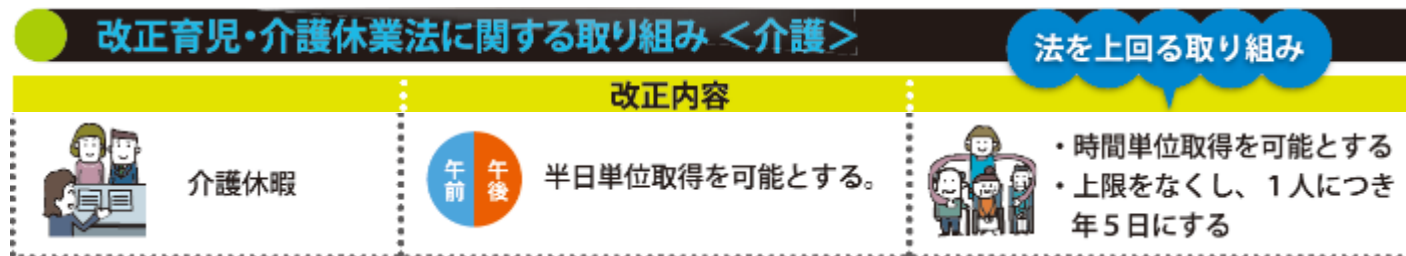 改正育児・介護休業法に関する取り組み <介護>
法を上回る取り組み
改正内容
介護休暇
午前
午後
半日単位取得を可能とする。
・時間単位取得を可能とする
・上限をなくし、1人につき
年5日にする